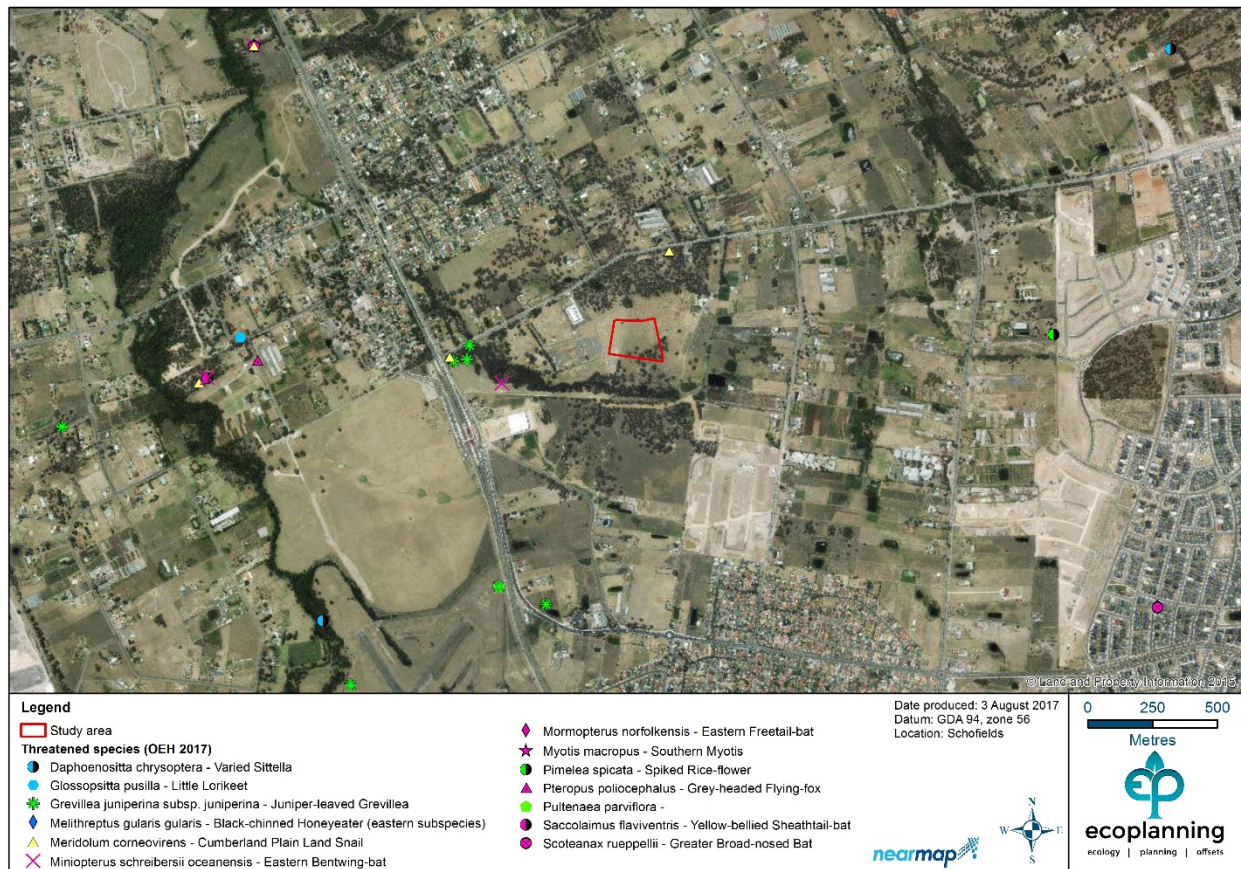 © Land and Property Information 2015
Legend
Study area
Threatened species (OEH 2017)
Daphoenositta chrysoptera - Varied Sittella
Glossopsitta pusilla - Little Lorikeet
Grevillea juniperina subsp. juniperina - Juniper-leaved Grevillea
Melithreptus gularis gularis - Black-chinned Honeyeater (eastern subspecies)
Meridolum corneovirens - Cumberland Plain Land Snail
Miniopterus schreibersii oceanensis - Eastern Bentwing-bat
Mormopterus norfolkensis - Eastern Freetail-bat
Myotis macropus - Southern Myotis
Pimelea spicata - Spiked Rice-flower
Pteropus poliocephalus - Grey-headed Flying-fox
Pultenaea parviflora -
Saccolaimus flaviventris - Yellow-bellied Sheathtail-bat
Scoteanax rueppellii - Greater Broad-nosed Bat
Date produced: 3 August 2017
Datum: GDA 94, zone 56
Location: Schofields
nearmap
N
W E
S
0 250 500
Metres
ep
ecoplanning
ecology | planning | offsets